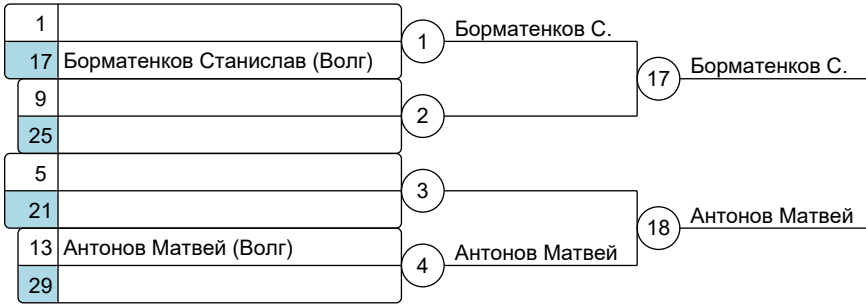 1
17 Борматенков Станислав (Волг)
1
Борматенков С.
9
25
2
17
Борматенков С.
5
21
3
13 Антонов Матвей (Волг)
29
4
Антонов Матвей
18
Антонов Матвей